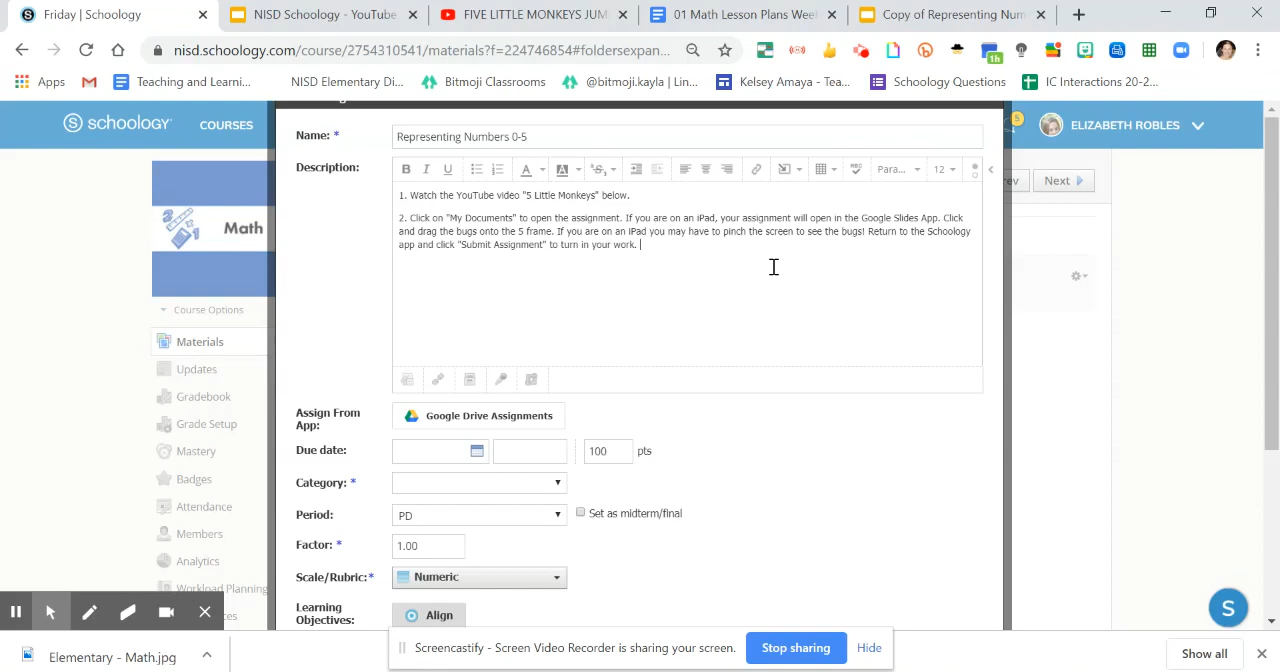 Friday | Schoology
NISD Schoology - YouTube
FIVE LITTLE MONKEYS JUM
01 Math Lesson Plans Wee
Copy of Representing Num
nisd.schoology.com/course/2754310541/materials?f=224746854#foldersexpan...
1h
Apps
Teaching and Learni...
NISD Elementary Di...
Bitmoji Classrooms
@bitmoji.kayla | Lin...
Kelsey Amaya - Tea...
Schoology Questions
IC Interactions 20-2...
S schoology
COURSES
5
ELIZABETH ROBLES
Name: *
Representing Numbers 0-5
Description:
B I U
A
A
ABC
Para...
12
Next
Math
1. Watch the YouTube video "5 Little Monkeys" below.
2. Click on "My Documents" to open the assignment. If you are on an iPad, your assignment will open in the Google Slides App. Click
and drag the bugs onto the 5 frame. If you are on an iPad you may have to pinch the screen to see the bugs! Return to the Schoology
app and click "Submit Assignment" to turn in your work.
Course Options
Materials
Updates
Gradebook
Grade Setup
Mastery
Badges
Attendance
Members
Analytics
Workload Planning
Assign From
App:
Google Drive Assignments
Due date:
100 pts
Category: *
Period:
PD
Set as midterm/final
Factor: *
1.00
Scale/Rubric:*
Numeric
Learning
Objectives:
Align
S
Screencastify - Screen Video Recorder is sharing your screen.
Stop sharing
Hide
Elementary - Math.jpg
Show all